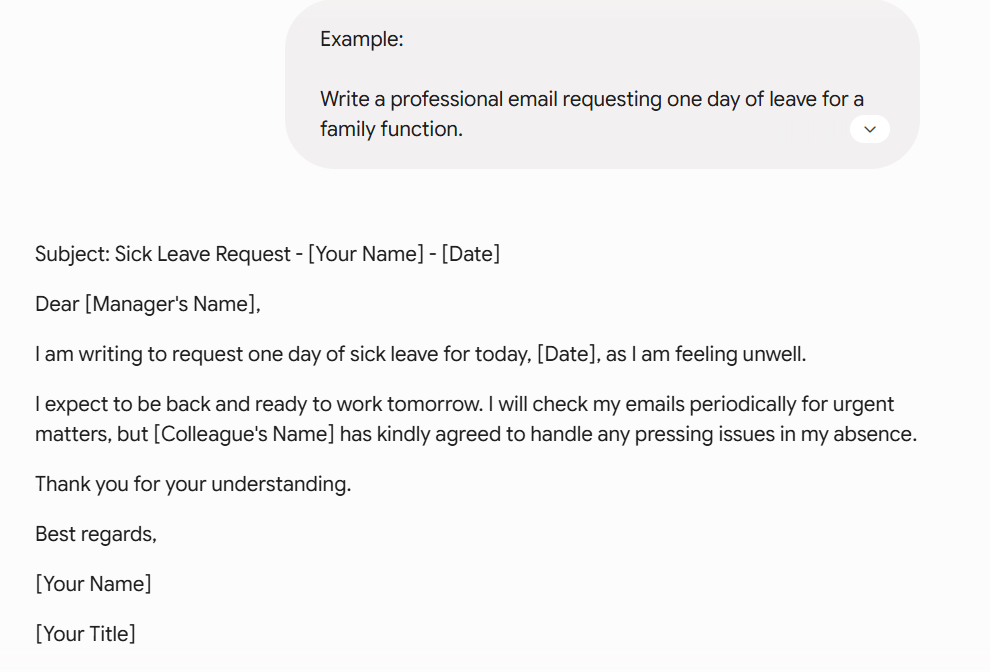 Example:
Write a professional email requesting one day of leave for a
family function.
Subject: Sick Leave Request - [Your Name] - [Date]
Dear [Manager's Name],
I am writing to request one day of sick leave for today, [Date], as I am feeling unwell.
I expect to be back and ready to work tomorrow. I will check my emails periodically for urgent
matters, but [Colleague's Name] has kindly agreed to handle any pressing issues in my absence.
Thank you for your understanding.
Best regards,
[Your Name]
[Your Title]